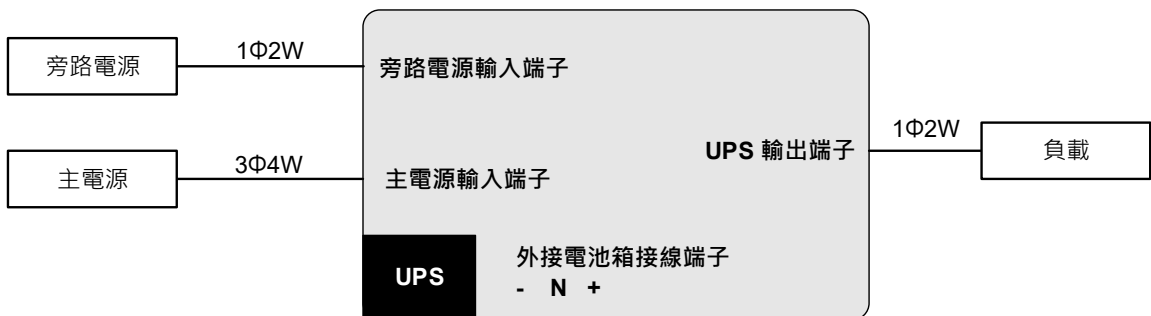 1Φ2W
旁路電源
旁路電源輸入端子
1Φ2W
UPS 輸出端子
負載
3Φ4W
主電源
主電源輸入端子
外接電池箱接線端子
UPS
- N +